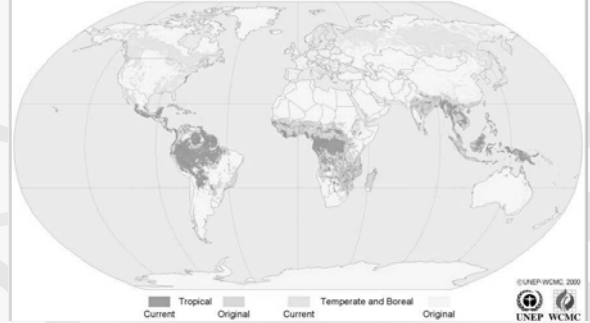 ©UNEP-WCMC, 2000
Tropical Temperate and Boreal
Current Original Current Original
UNEP WCMC